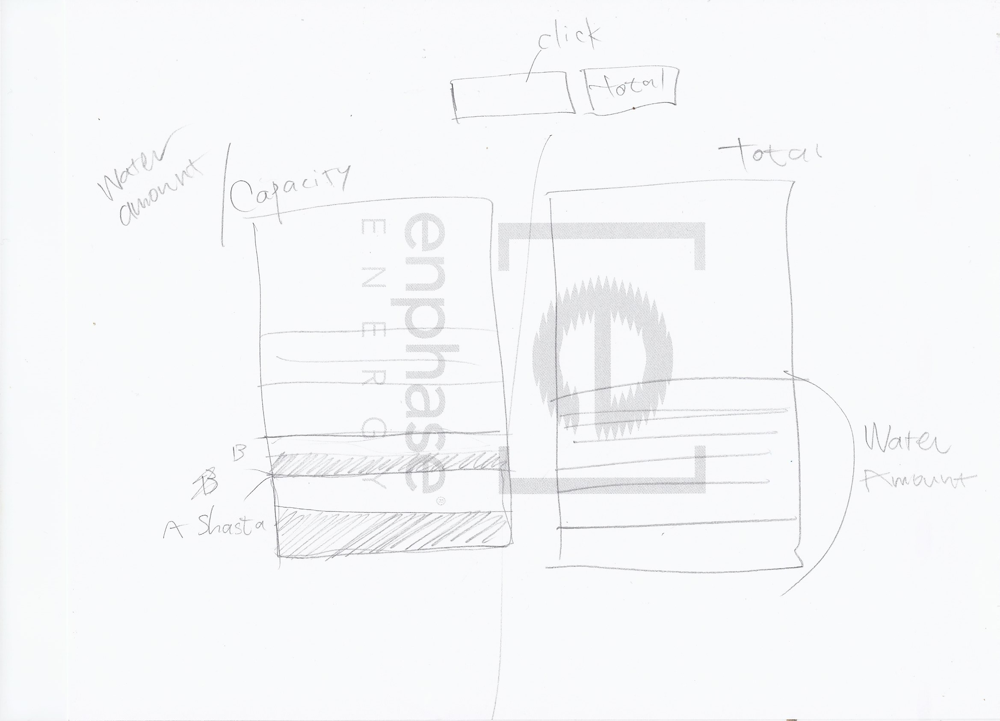 click
total
total
Water
amount
Capacity
enphase
ENERGY
®
B
B
A Shasta
Water
Amount